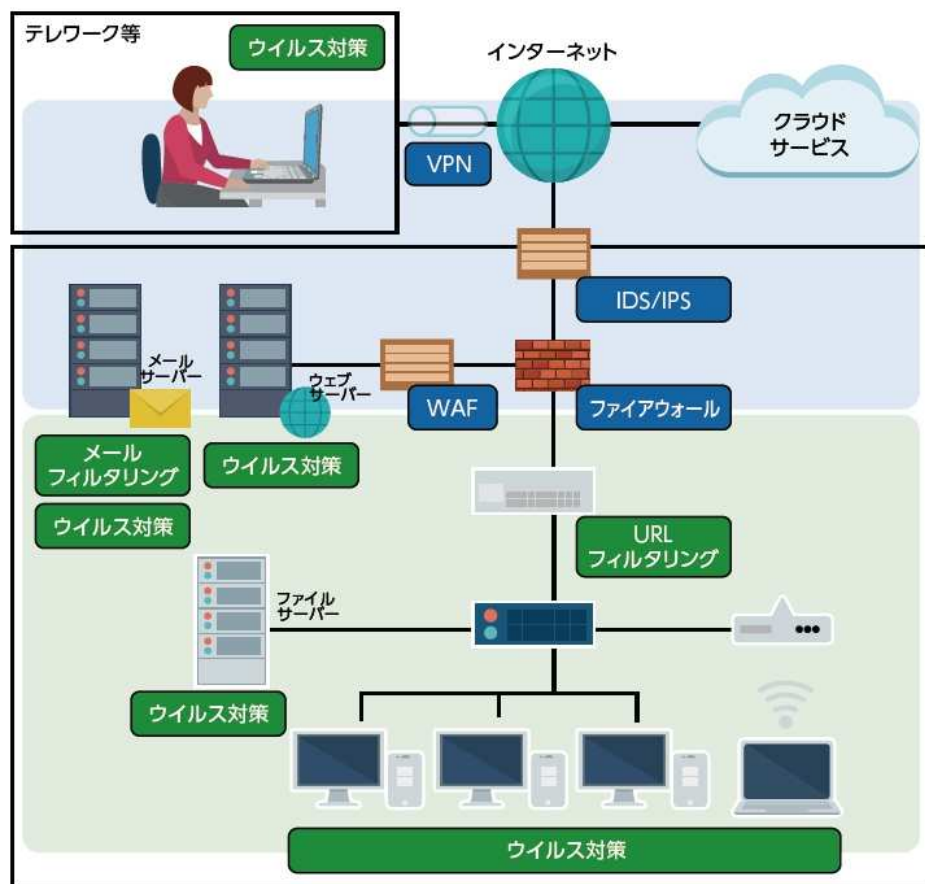 テレワーク等
ウイルス対策
インターネット
クラウド
サービス
VPN
IDS/IPS
メール
サーバー
ウェブ
サーバー
WAF
ファイアウォール
メール
フィルタリング
ウイルス対策
ウイルス対策
URL
フィルタリング
ファイル
サーバー
ウイルス対策
ウイルス対策